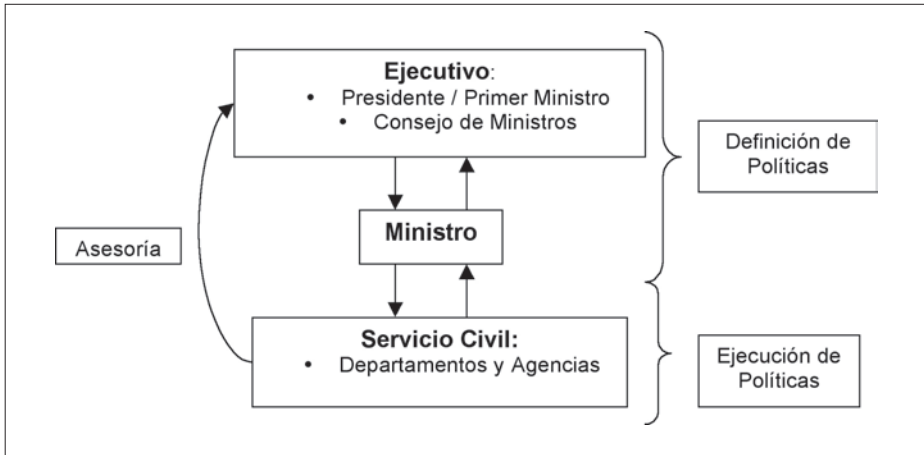 Ejecutivo:
• Presidente / Primer Ministro
• Consejo de Ministros
Definición de
Políticas
Ministro
Asesoría
Servicio Civil:
• Departamentos y Agencias
Ejecución de
Políticas